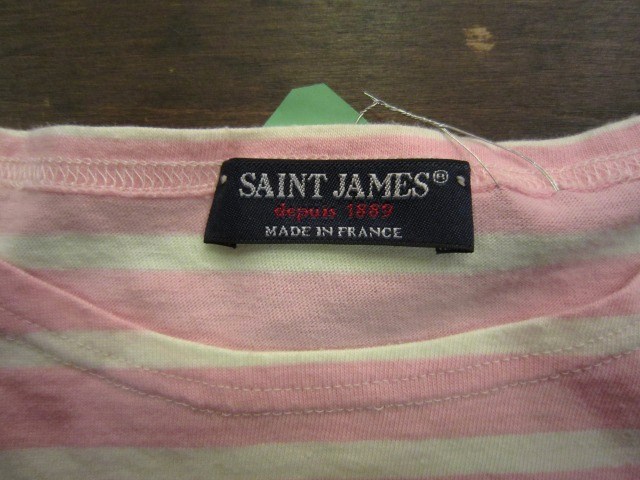 SAINT JAMES®
depuis 1889
MADE IN FRANCE